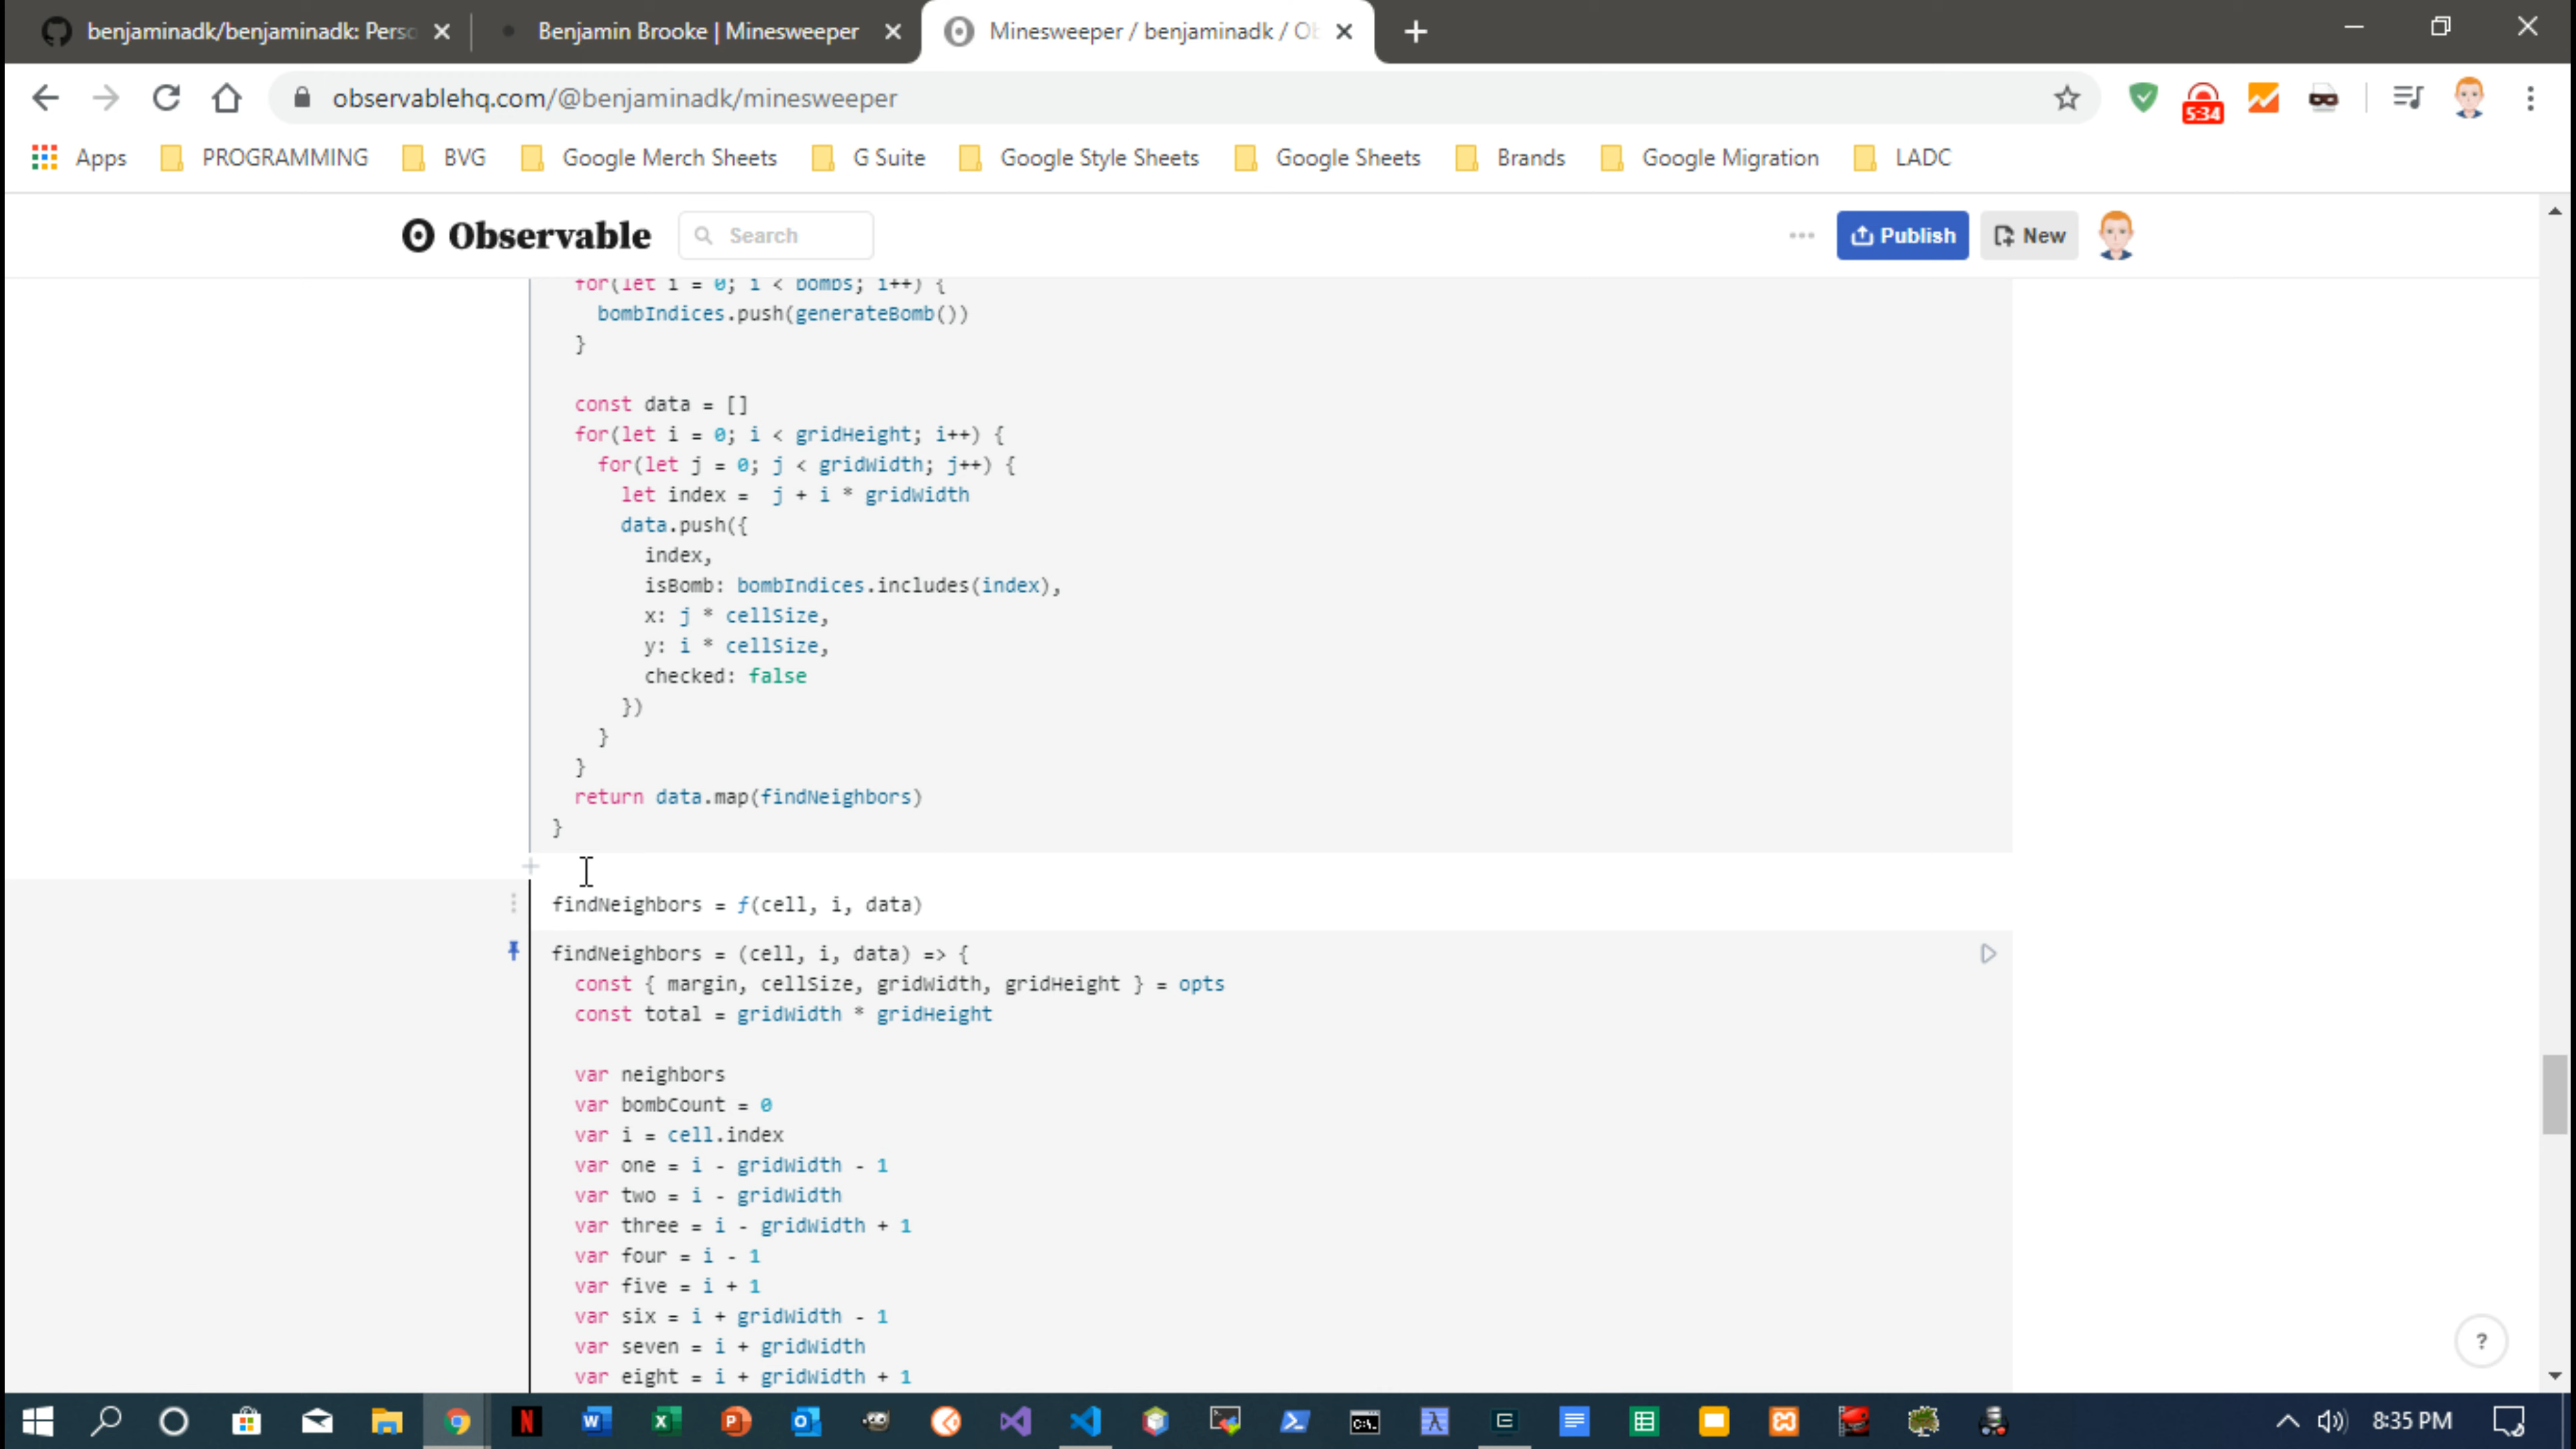 benjaminadk/benjaminadk: Perso
Benjamin Brooke | Minesweeper
Minesweeper / benjaminadk / Ob
observablehq.com/@benjaminadk/minesweeper
5:34
Apps
PROGRAMMING
BVG
Google Merch Sheets
G Suite
Google Style Sheets
Google Sheets
Brands
Google Migration
LADC
Observable
Search
Publish
New
for(let i = 0; i < bombs; i++) {
bombIndices.push(generateBomb())
}
const data = []
for(let i = 0; i < gridHeight; i++) {
for(let j = 0; j < gridWidth; j++) {
let index =  j + i * gridWidth
data.push({
index,
isBomb: bombIndices.includes(index),
x: j * cellSize,
y: i * cellSize,
checked: false
})
}
}
return data.map(findNeighbors)
}
findNeighbors = ƒ(cell, i, data)
findNeighbors = (cell, i, data) => {
const { margin, cellSize, gridWidth, gridHeight } = opts
const total = gridWidth * gridHeight
var neighbors
var bombCount = 0
var i = cell.index
var one = i - gridWidth - 1
var two = i - gridWidth
var three = i - gridWidth + 1
var four = i - 1
var five = i + 1
var six = i + gridWidth - 1
var seven = i + gridWidth
var eight = i + gridWidth + 1
?
8:35 PM